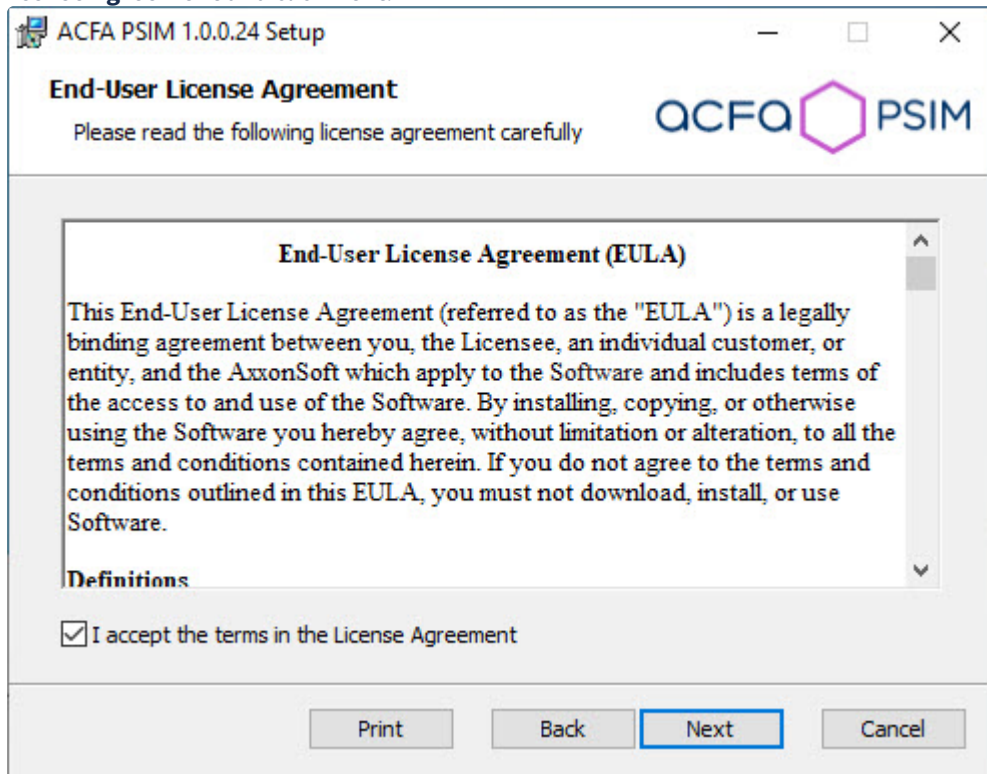 ACFA PSIM 1.0.0.24 Setup
End-User License Agreement
Please read the following license agreement carefully
acfa PSIM
End-User License Agreement (EULA)
This End-User License Agreement (referred to as the "EULA") is a legally
binding agreement between you, the Licensee, an individual customer, or
entity, and the AxxonSoft which apply to the Software and includes terms of
the access to and use of the Software. By installing, copying, or otherwise
using the Software you hereby agree, without limitation or alteration, to all the
terms and conditions contained herein. If you do not agree to the terms and
conditions outlined in this EULA, you must not download, install, or use
Software.
Definitions
I accept the terms in the License Agreement
Print Back Next Cancel